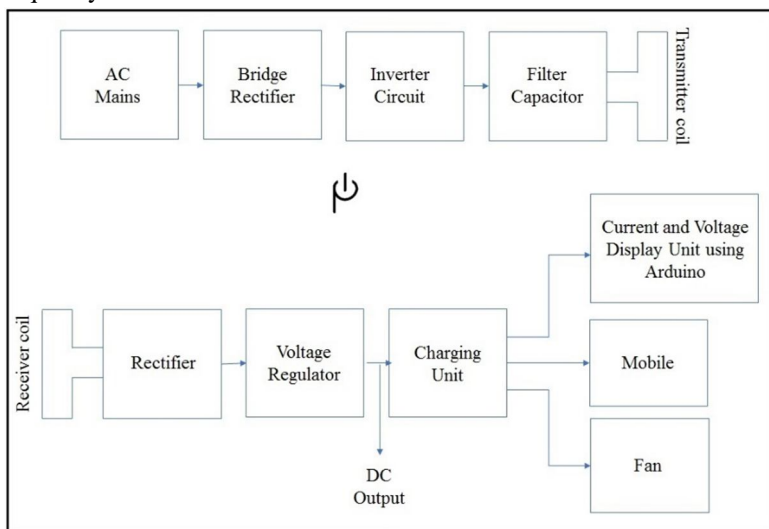 AC
Mains
Bridge
Rectifier
Inverter
Circuit
Filter
Capacitor
Transmitter coil
Current and Voltage
Display Unit using
Arduino
Receiver coil
Rectifier
Voltage
Regulator
Charging
Unit
Mobile
DC
Output
Fan